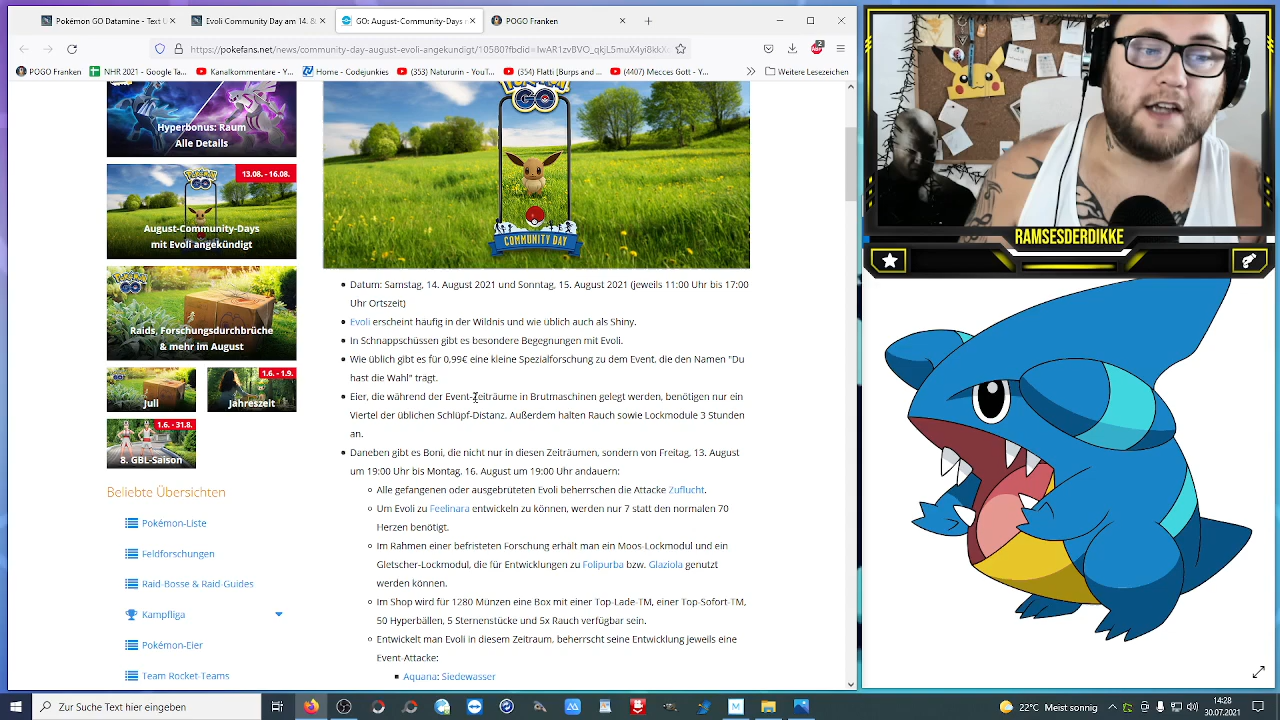 Pokémon GO - Pokémon - Text U
Evoli Community Day 14. 8.
GO: August-Community-Days
POGO Franken
https://pokefans.net/news/community-day-august-evoli-angekündigt/
POGO Franken
NHR 2021 - Google Ta...
Kanalkommentare - Y...
Home - Codejunkies
(353) Natururin - YouT...
(354) Flatti [Burps and ...
(4407) Mecces Gott - Y...
Weitere Lesezeichen
Hyperbonus: Raum
Alle Details
13.08. - 16.08.
August-Community-Days
mit Evoli angekündigt
Raids, Forschungsdurchbrüche
& mehr im August
Juli
1.6. - 1.9.
Jahreszeit
1.6. - 31.8.
8. GBL-Saison
Beliebte Übersichten
Pokémon-Liste
Feldforschungen
Raid-Bosse & Raid-Guides
Kampfliga
Pokémon-Eier
Team Rocket-Teams
GO
COMMUNITY DAY
Datum: Samstag, 14. August 2021 und Sonntag, 15. August 2021 (jeweils 11:00 Uhr bis 17:00
Uhr Ortszeit)
Evoli erscheint häufig in der Wildnis und wie üblich auch als Shiny.
In Schnappschüssen gibt es besondere Begegnungen mit Evoli.
Wie üblich gibt es für 0,99€ eine kleine Spezialforschung zu dem Event, die den Namen "Du
hast die Wahl" trägt.
Eier, die während der Event-Zeiträume in Brutmaschinen gelegt werden, benötigen nur ein
Viertel der üblichen Schlüpf-Distanz. Außerdem halten Rauch sowie Lockmodule 3 Stunden
an.
Daneben gibt es Boni, die nicht nur in diesen Zeiträumen, sondern von Freitag, 13. August
um 19:00 Uhr bis Montag, 16. August um 19:00 Uhr andauern:
Alle gefangenen oder ausgebrüteten Evoli beherrschen die Attacke Zuflucht.
Um Evoli zu Feelinara entwickeln zu können, werden nur 7 statt den normalen 70
Herzen benötigt.
Im Rahmen einer befristeten Forschung erhält man ein Moos-Lockmodul und ein
Gletscher-Lockmodul, die für Entwicklungen zu Folipurba bzw. Glaziola genutzt
werden können.
Im Shop wird für 1280 Münzen eine Box mit einer Top-Lade-TM, einer Top-Sofort-TM,
50 Hyperbällen, 5 Sternenstücke und 5x Rauch verfügbar sein.
Entwickelt man Evoli in diesem Zeitraum, beherrscht seine Entwicklung jeweils eine
Event-Attacke:
Aquana: Siedewasser
RAMSESDERDIKKE
Zur Suche Text hier eingeben
22°C Meist sonnig
14:28
30.07.2021